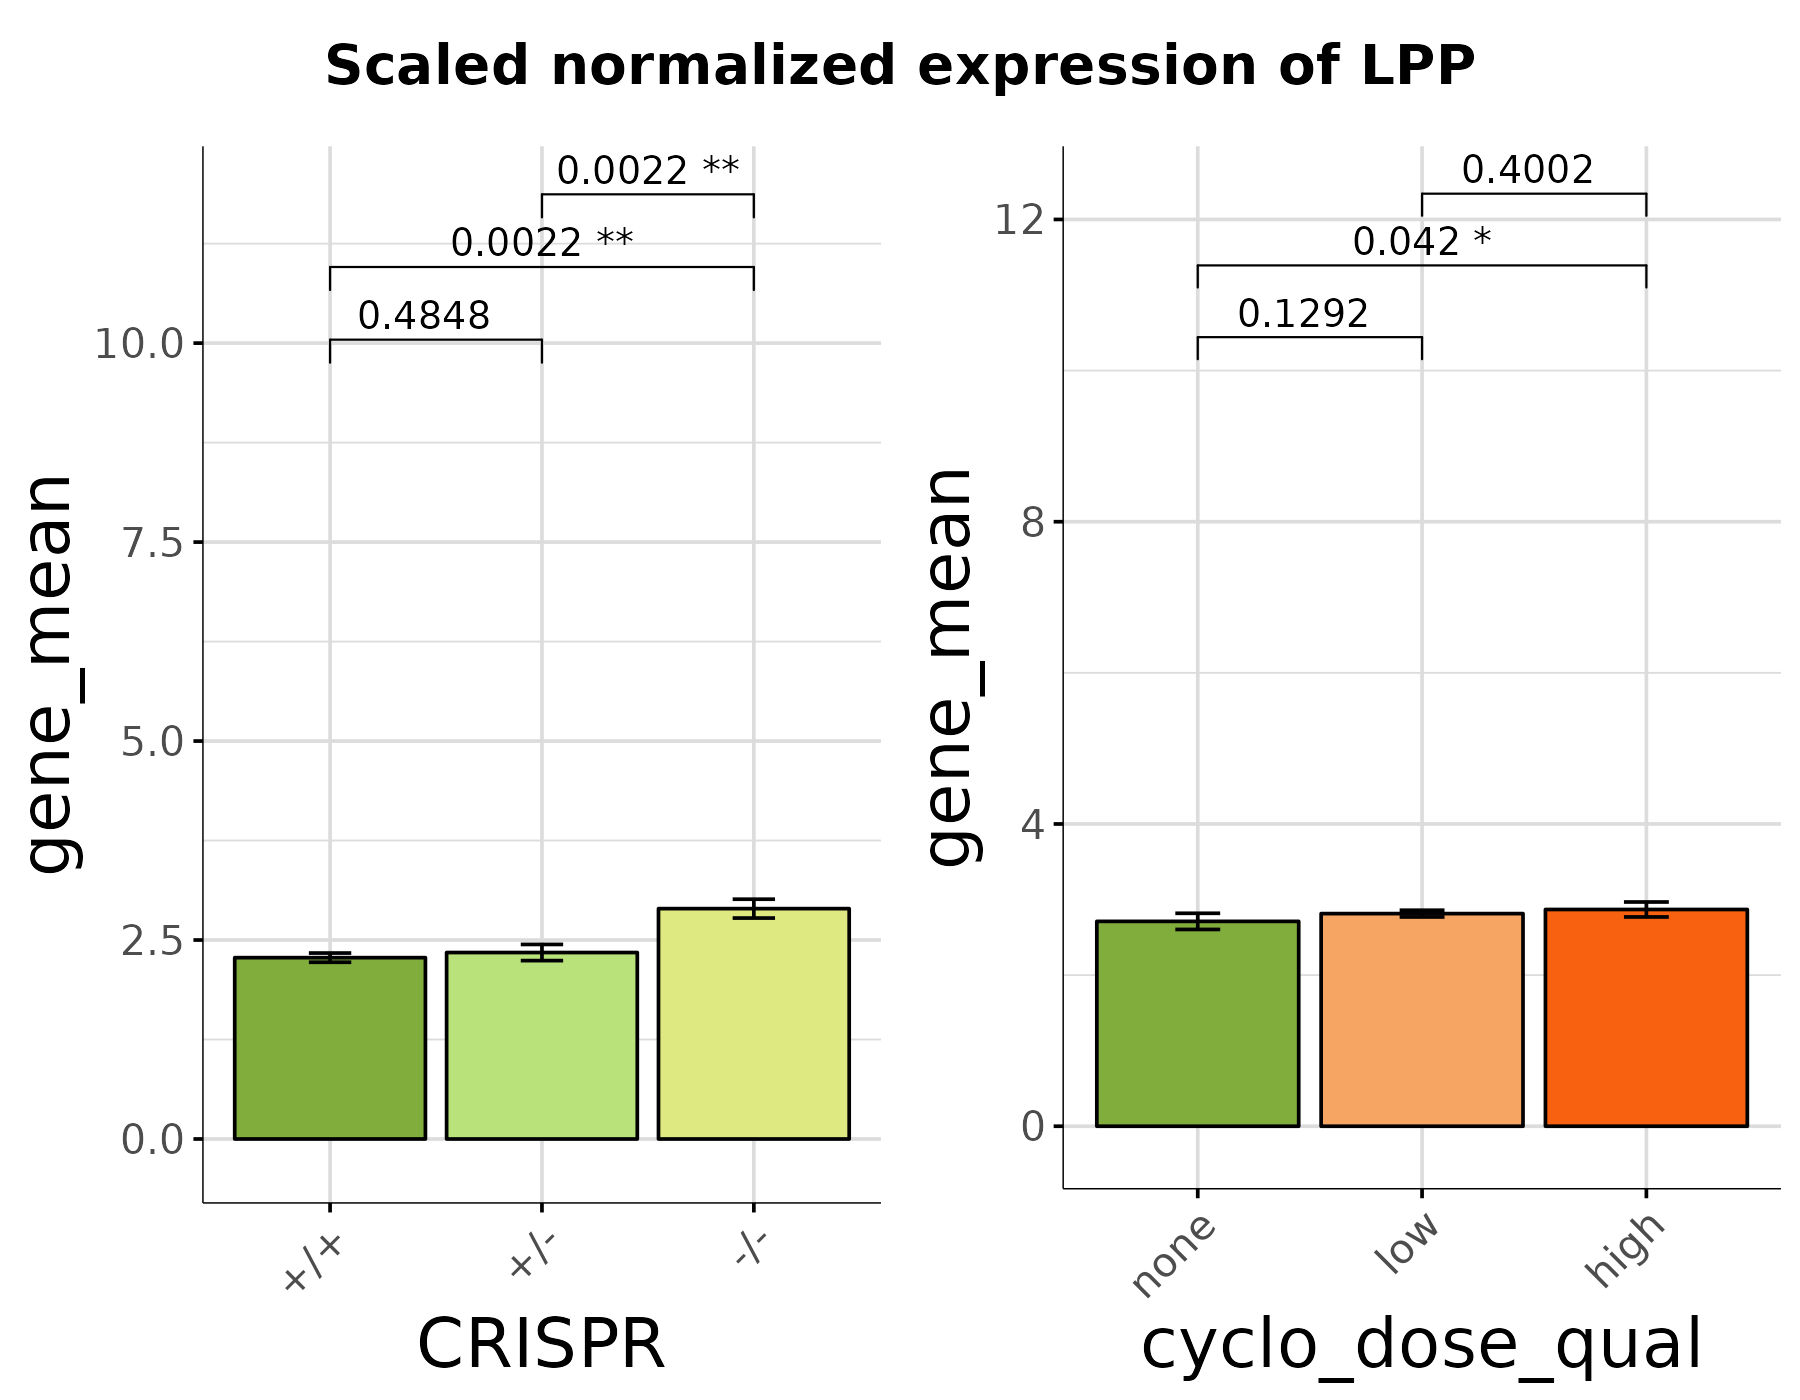 Scaled normalized expression of LPP
gene_mean
10.0
7.5
5.0
2.5
0.0
0.0022 **
0.0022 **
0.4848
+/+
+/-
-/-
CRISPR
gene_mean
12
8
4
0
0.4002
0.042 *
0.1292
none
low
high
cyclo_dose_qual